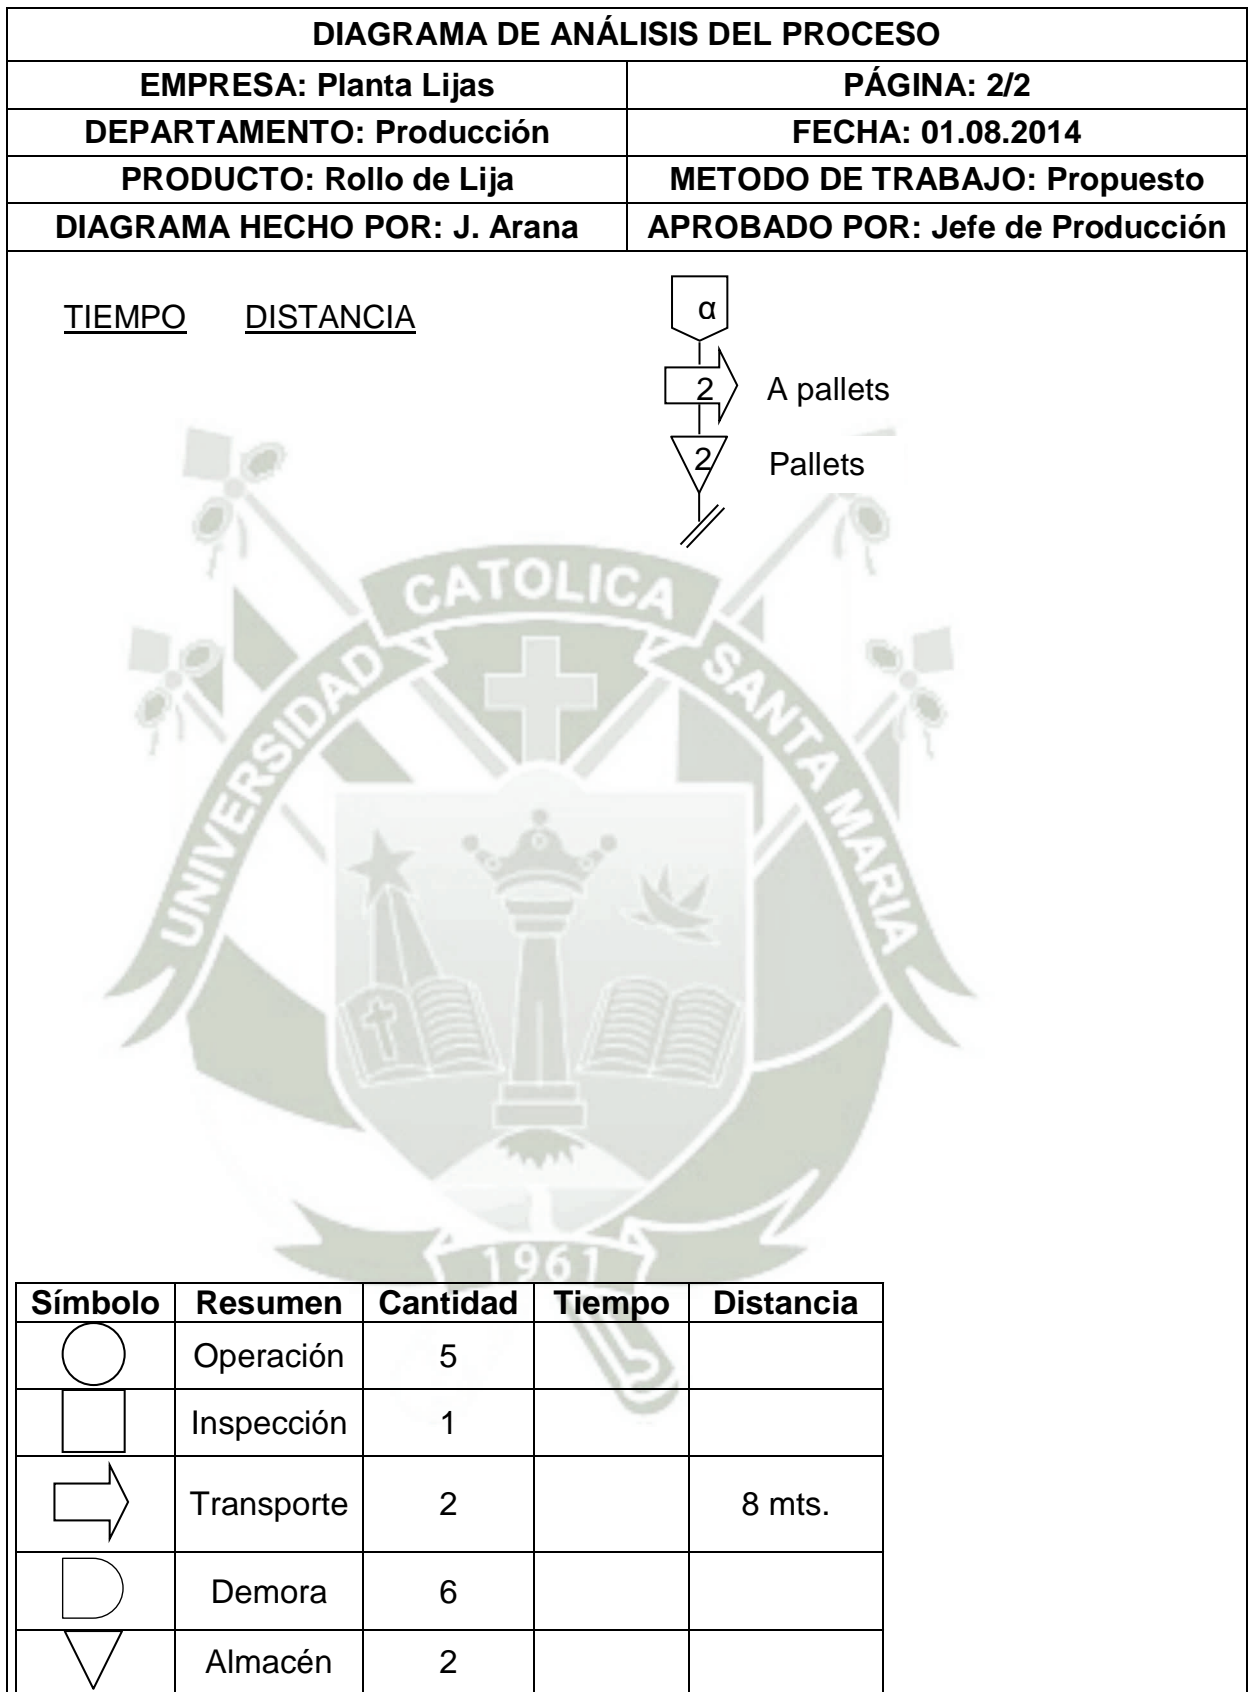 DIAGRAMA DE ANÁLISIS DEL PROCESO
EMPRESA: Planta Lijas PÁGINA: 2/2
DEPARTAMENTO: Producción FECHA: 01.08.2014
PRODUCTO: Rollo de Lija METODO DE TRABAJO: Propuesto
DIAGRAMA HECHO POR: J. Arana APROBADO POR: Jefe de Producción
TIEMPO DISTANCIA α
2 A pallets
2 Pallets
UNIVERSIDAD CATOLICA SANTA MARIA
1961
Símbolo Resumen Cantidad Tiempo Distancia
Operación 5
Inspección 1
Transporte 2 8 mts.
Demora 6
Almacén 2